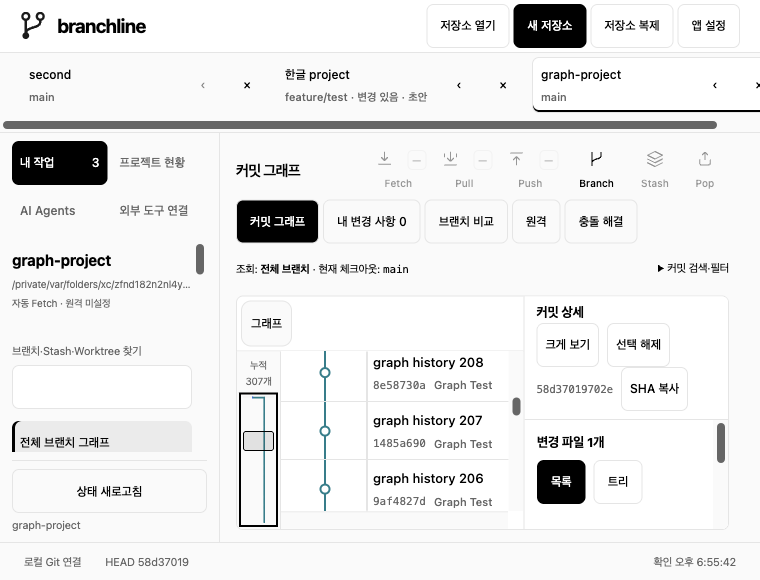 branchline
저장소 열기
새 저장소
저장소 복제
앱 설정
second
main
한글 project
feature/test · 변경 있음 · 초안
graph-project
main
내 작업 3
프로젝트 현황
AI Agents
외부 도구 연결
graph-project
/private/var/folders/xc/zfnd182n2nl4y...
자동 Fetch · 원격 미설정
브랜치·Stash·Worktree 찾기
전체 브랜치 그래프
상태 새로고침
graph-project
커밋 그래프
Fetch
Pull
Push
Branch
Stash
Pop
커밋 그래프
내 변경 사항 0
브랜치 비교
원격
충돌 해결
조회: 전체 브랜치 · 현재 체크아웃: main
▶ 커밋 검색·필터
그래프
누적
307개
graph history 208
8e58730a Graph Test
graph history 207
1485a690 Graph Test
graph history 206
9af4827d Graph Test
커밋 상세
크게 보기
선택 해제
58d37019702e
SHA 복사
변경 파일 1개
목록
트리
로컬 Git 연결
HEAD 58d37019
확인 오후 6:55:42